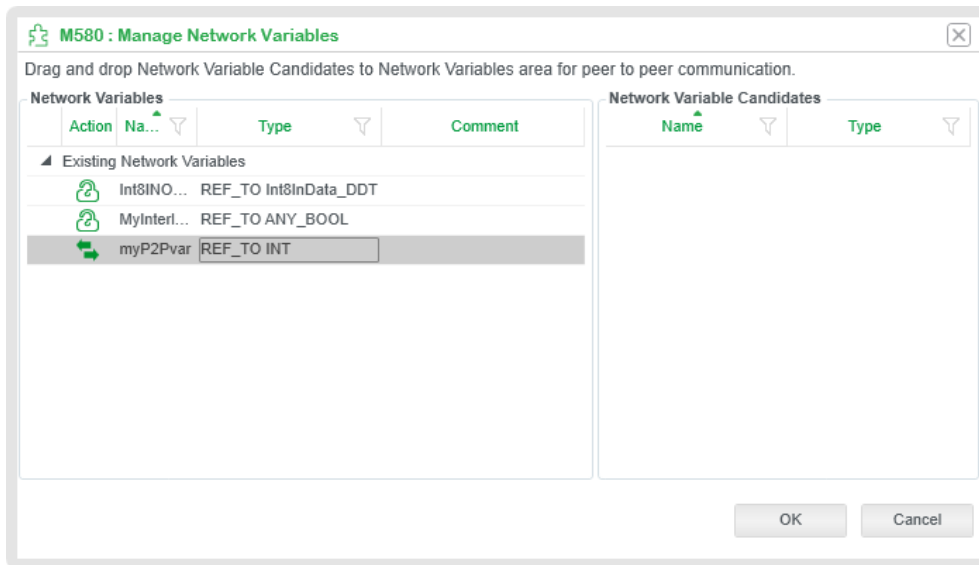 M580 : Manage Network Variables
Drag and drop Network Variable Candidates to Network Variables area for peer to peer communication.
Network Variables
Network Variable Candidates
Action Na... Type Comment
Name Type
Existing Network Variables
Int8INO... REF_TO Int8InData_DDT
MyInterl... REF_TO ANY_BOOL
myP2Pvar REF_TO INT
OK Cancel